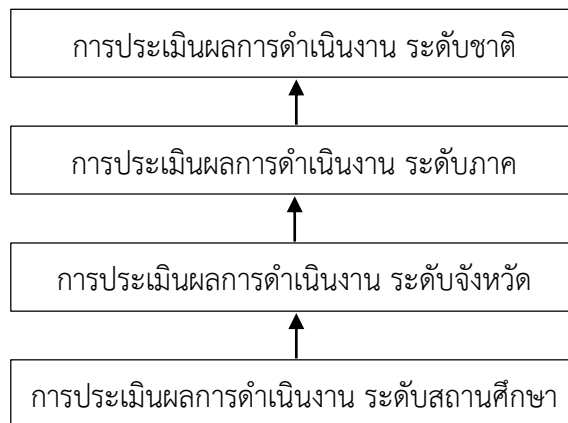 การประเมินผลการดำเนินงาน ระดับชาติ
การประเมินผลการดำเนินงาน ระดับภาค
การประเมินผลการดำเนินงาน ระดับจังหวัด
การประเมินผลการดำเนินงาน ระดับสถานศึกษา